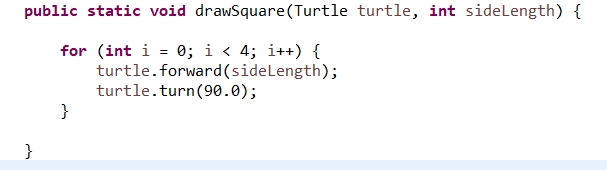 public static void drawSquare(Turtle turtle, int sideLength) {
for (int i = 0; i < 4; i++) {
turtle.forward(sideLength);
turtle.turn(90.0);
}
}